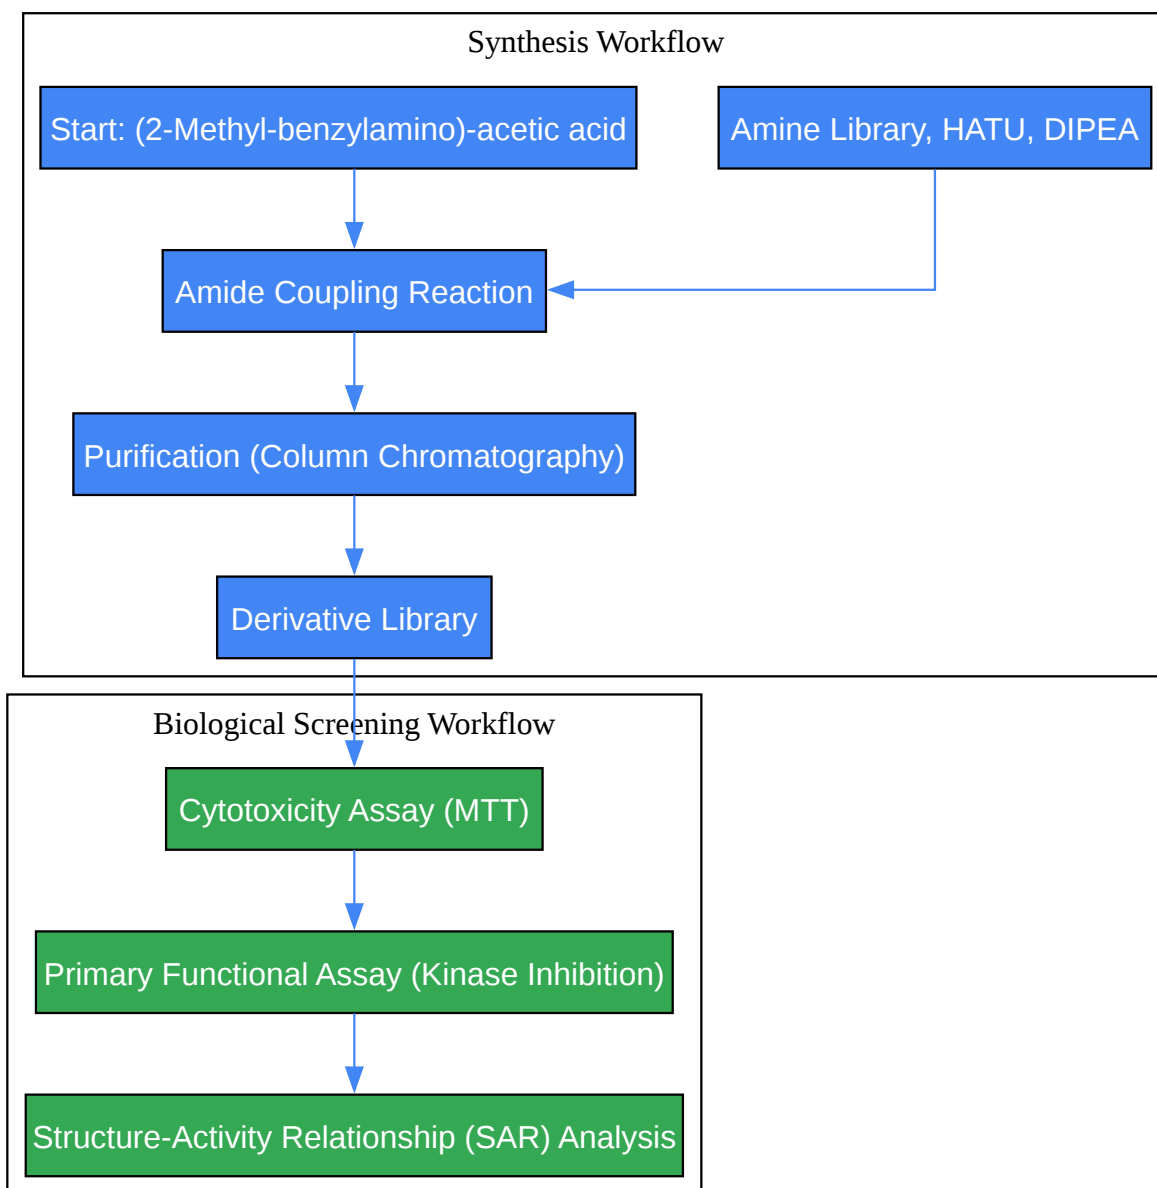 Synthesis Workflow
Start: (2-Methyl-benzylamino)-acetic acid
Amine Library, HATU, DIPEA
Amide Coupling Reaction
Purification (Column Chromatography)
Derivative Library
Biological Screening Workflow
Cytotoxicity Assay (MTT)
Primary Functional Assay (Kinase Inhibition)
Structure-Activity Relationship (SAR) Analysis